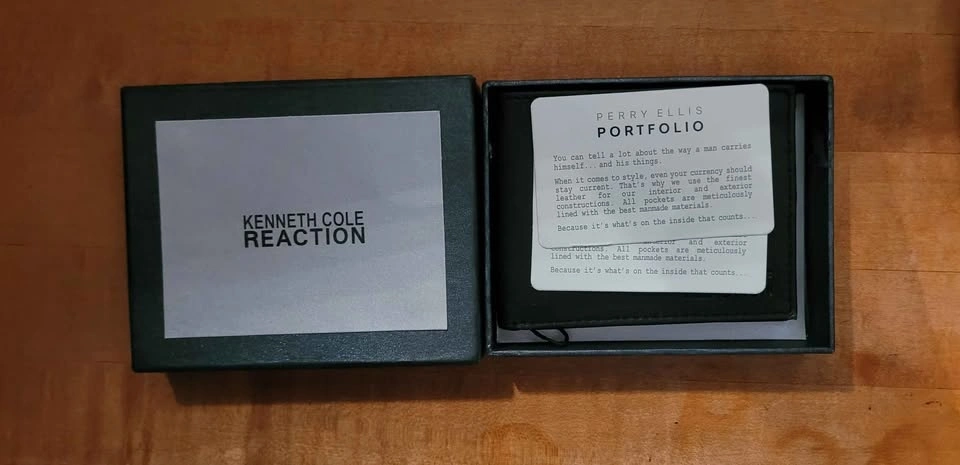 KENNETH COLE
REACTION
PERRY ELLIS
PORTFOLIO
You can tell a lot about the way a man carries
himself... and his things.
When it comes to style, even your currency should
stay current. That's why we use the finest
leather for our interior and exterior
constructions. All pockets are meticulously
lined with the best manmade materials.
Because it's what's on the inside that counts...
interior and exterior
constructions. All pockets are meticulously
lined with the best manmade materials.
Because it's what's on the inside that counts...